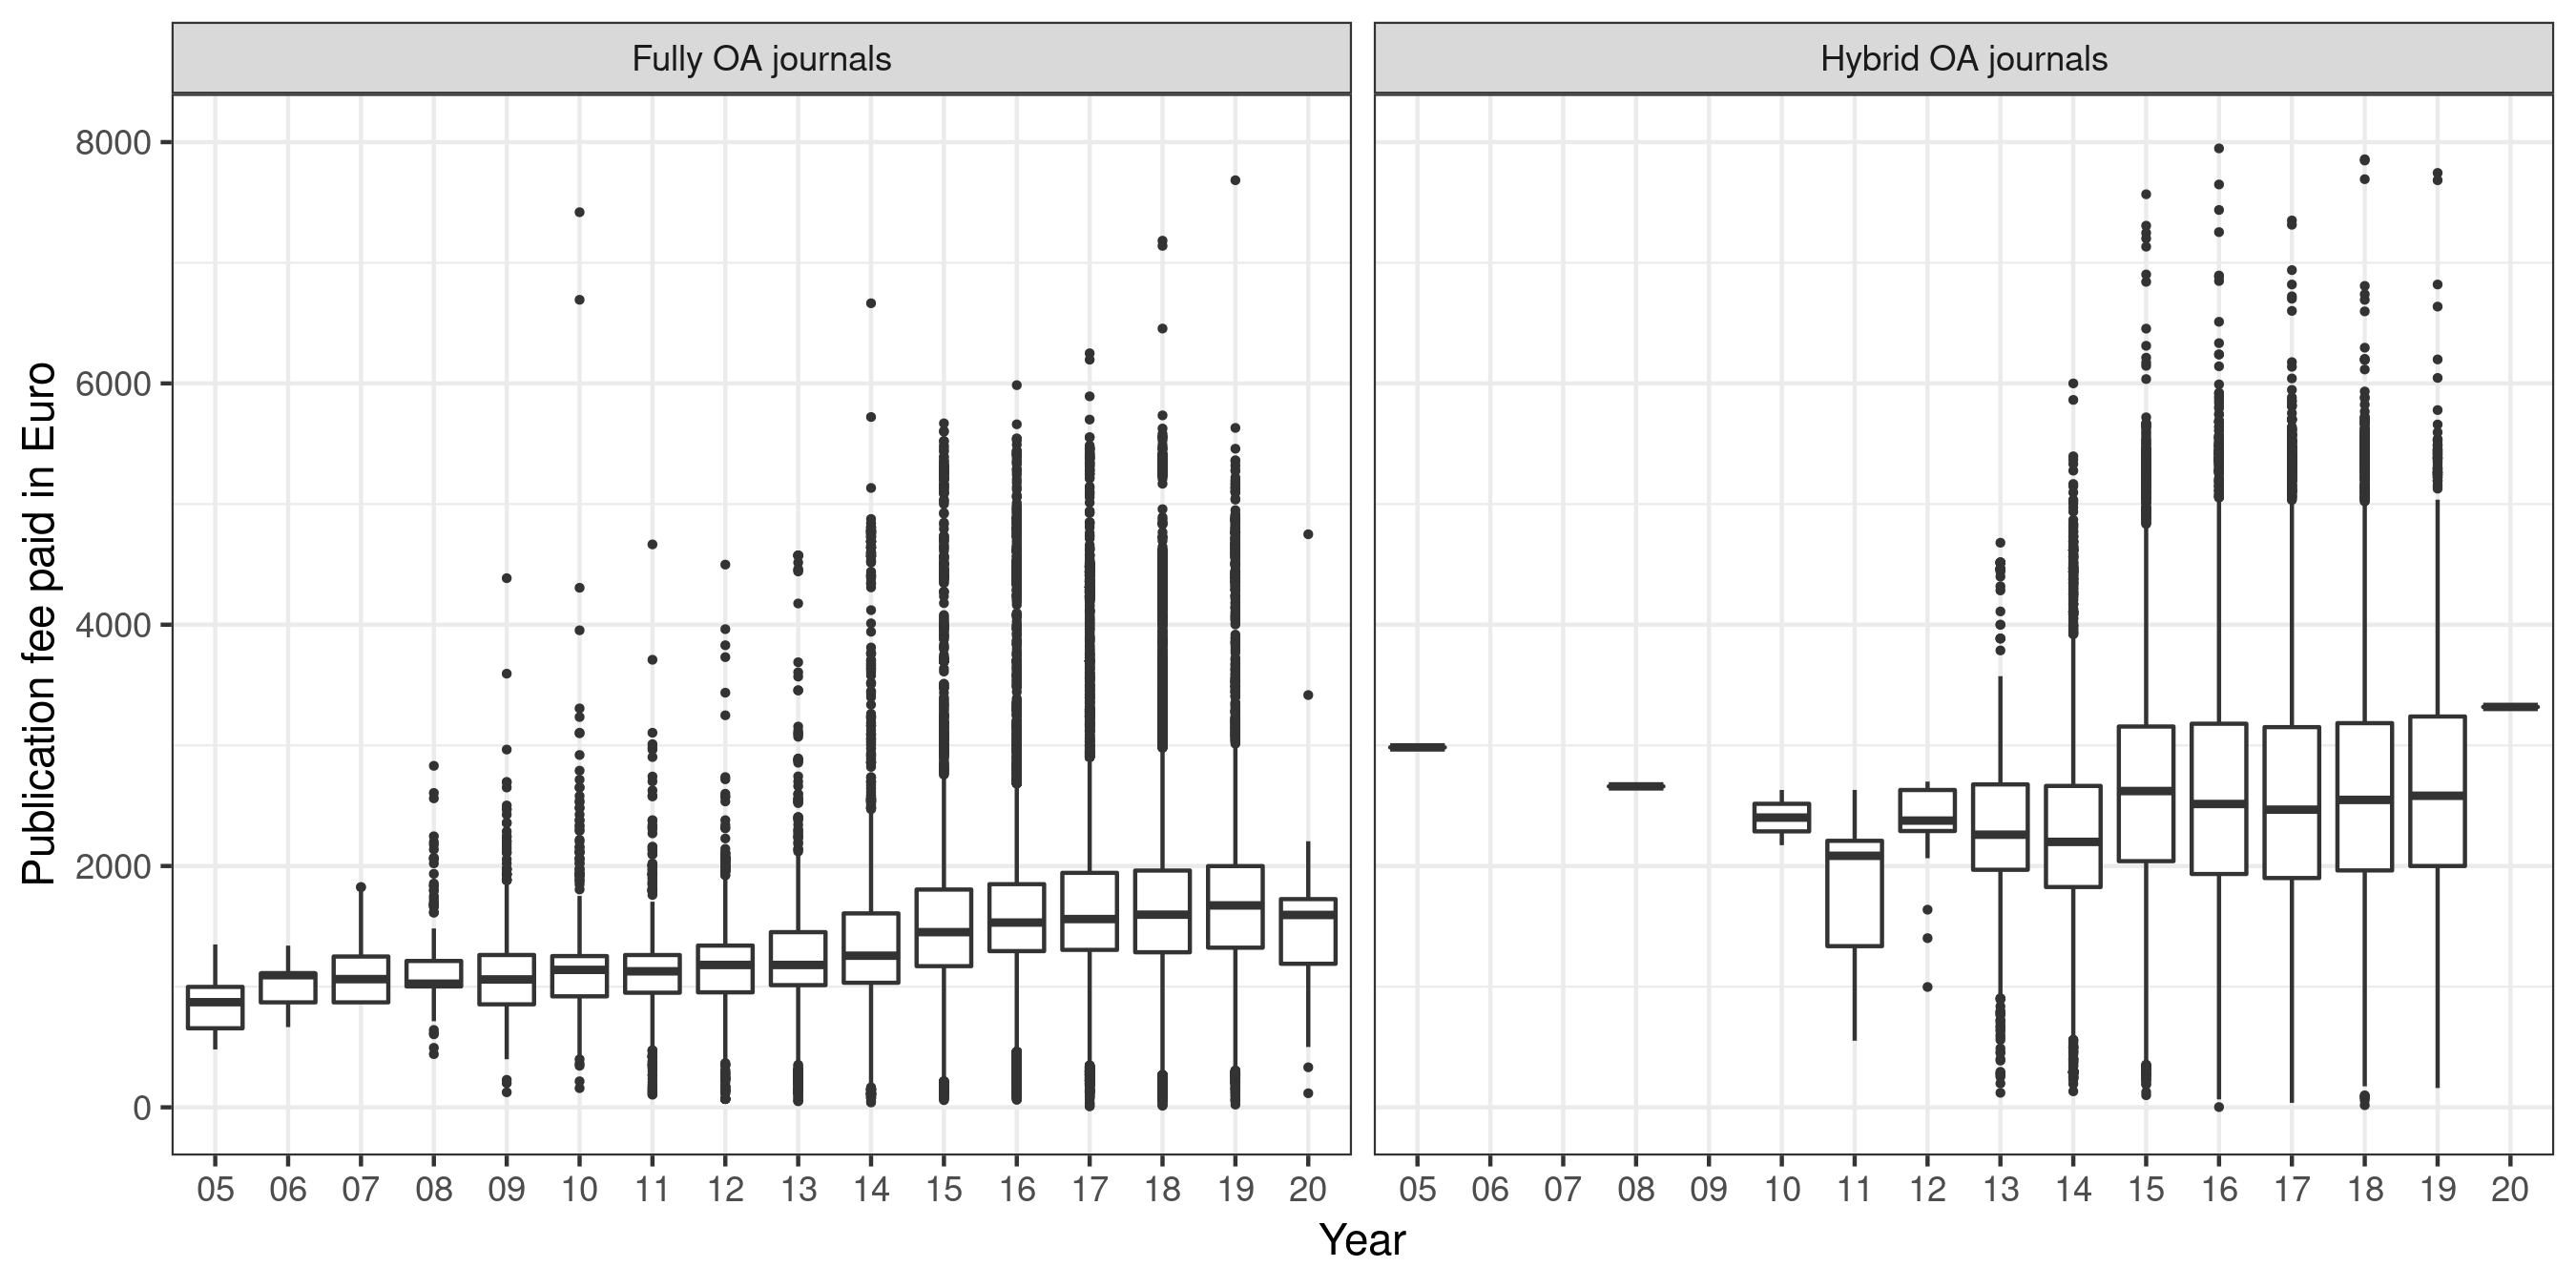 Fully OA journals
Hybrid OA journals
Publication fee paid in Euro
8000
6000
4000
2000
0
05 06 07 08 09 10 11 12 13 14 15 16 17 18 19 20
05 06 07 08 09 10 11 12 13 14 15 16 17 18 19 20
Year